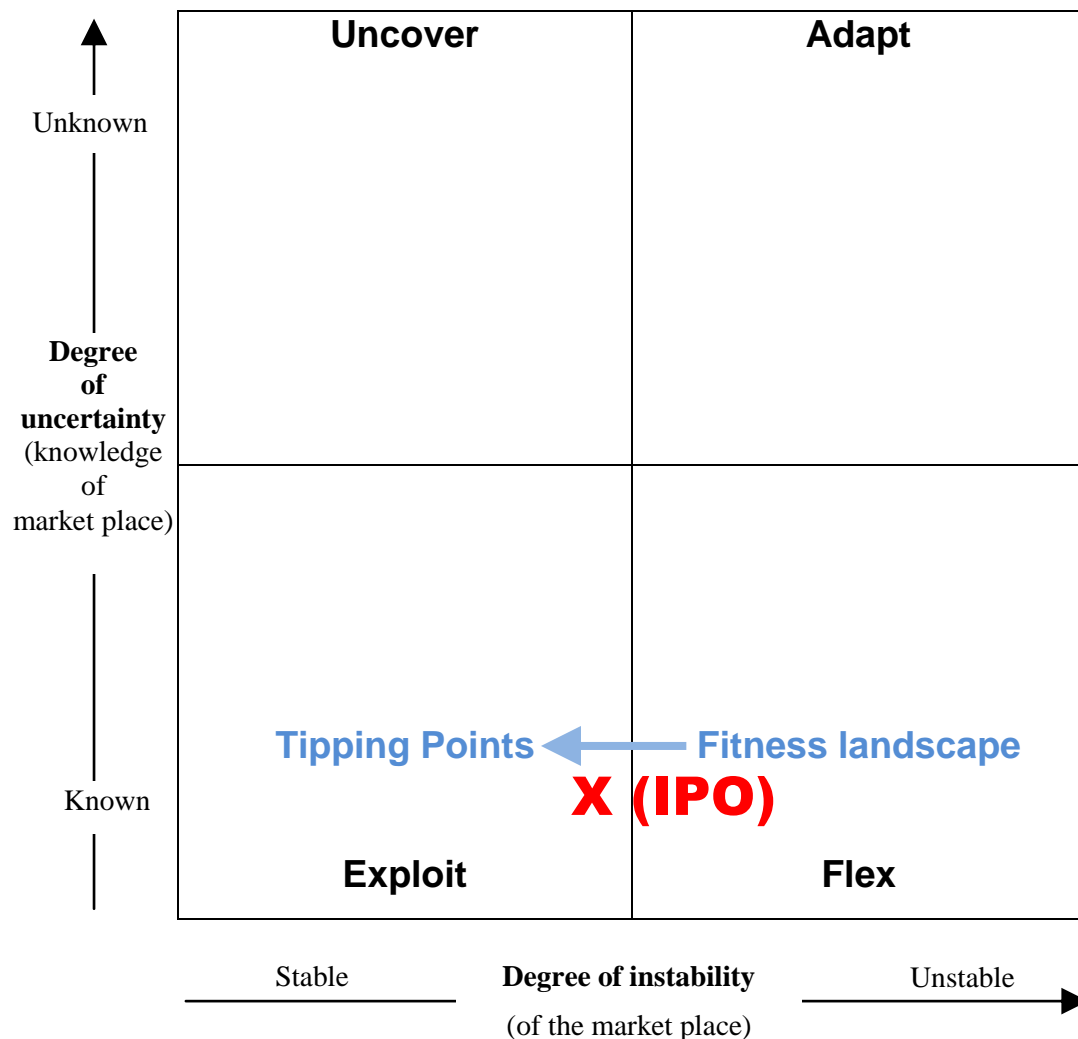 Uncover
Adapt
Unknown
Degree
of
uncertainty
(knowledge
of
market place)
Tipping Points
Fitness landscape
X (IPO)
Known
Exploit
Flex
Stable
Degree of instability
Unstable
(of the market place)